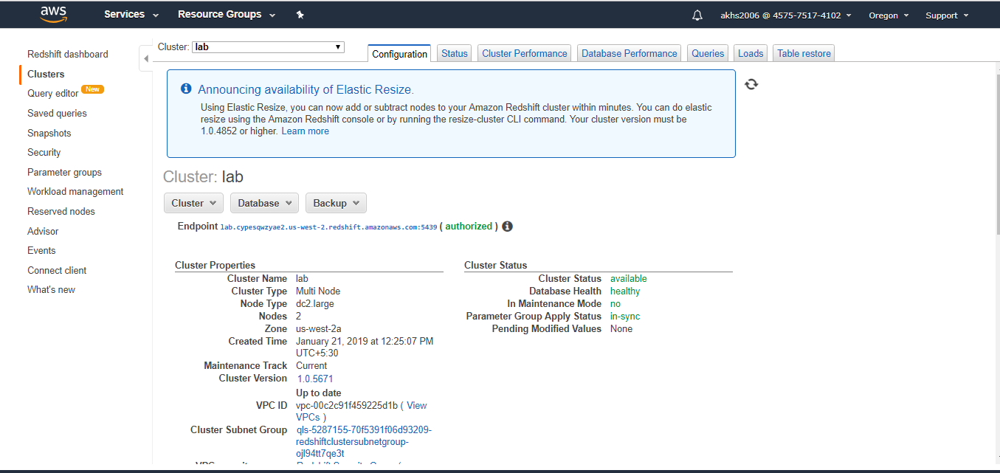 aws Services Resource Groups akhs2006 @ 4575-7517-4102 Oregon Support
Redshift dashboard
Clusters
Query editor New
Saved queries
Snapshots
Security
Parameter groups
Workload management
Reserved nodes
Advisor
Events
Connect client
What's new
Cluster: lab
Configuration Status Cluster Performance Database Performance Queries Loads Table restore
Announcing availability of Elastic Resize.
Using Elastic Resize, you can now add or subtract nodes to your Amazon Redshift cluster within minutes. You can do elastic
resize using the Amazon Redshift console or by running the resize-cluster CLI command. Your cluster version must be
1.0.4852 or higher. Learn more
Cluster: lab
Cluster Database Backup
Endpoint lab.cypesqwzyae2.us-west-2.redshift.amazonaws.com:5439 ( authorized )
Cluster Properties
Cluster Name lab
Cluster Type Multi Node
Node Type dc2.large
Nodes 2
Zone us-west-2a
Created Time January 21, 2019 at 12:25:07 PM
UTC+5:30
Maintenance Track Current
Cluster Version 1.0.5671
Up to date
VPC ID vpc-00c2c91f459225d1b ( View
VPCs )
Cluster Subnet Group qls-5287155-70f5391f06d93209-
redshiftclustersubnetgroup-
ojl94tt7qe3t
Cluster Status
Cluster Status available
Database Health healthy
In Maintenance Mode no
Parameter Group Apply Status in-sync
Pending Modified Values None